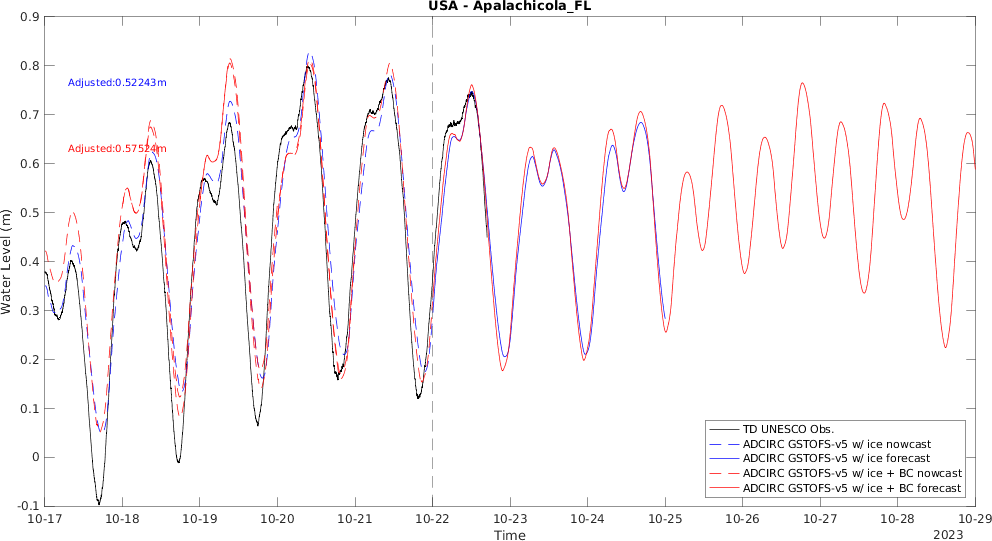 USA - Apalachicola_FL
0.9
0.8
0.7
0.6
0.5
0.4
0.3
0.2
0.1
0
-0.1
Water Level (m)
Adjusted:0.52243m
Adjusted:0.57524m
TD UNESCO Obs.
ADCIRC GSTOFS-v5 w/ ice nowcast
ADCIRC GSTOFS-v5 w/ ice forecast
ADCIRC GSTOFS-v5 w/ ice + BC nowcast
ADCIRC GSTOFS-v5 w/ ice + BC forecast
10-17 10-18 10-19 10-20 10-21 10-22 10-23 10-24 10-25 10-26 10-27 10-28 10-29
Time
2023